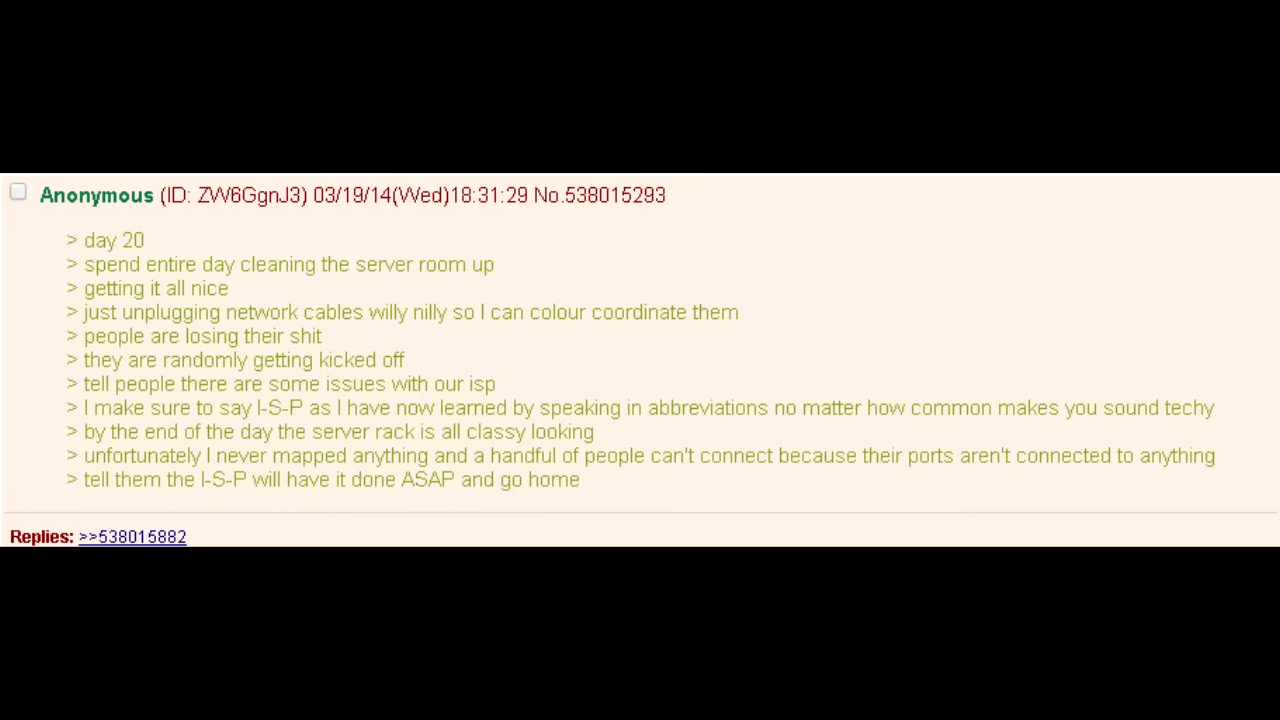 Anonymous (ID: ZW6GgnJ3) 03/19/14(Wed)18:31:29 No.538015293
> day 20
> spend entire day cleaning the server room up
> getting it all nice
> just unplugging network cables willy nilly so I can colour coordinate them
> people are losing their shit
> they are randomly getting kicked off
> tell people there are some issues with our isp
> I make sure to say I-S-P as I have now learned by speaking in abbreviations no matter how common makes you sound techy
> by the end of the day the server rack is all classy looking
> unfortunately I never mapped anything and a handful of people can't connect because their ports aren't connected to anything
> tell them the I-S-P will have it done ASAP and go home
Replies: >>538015882